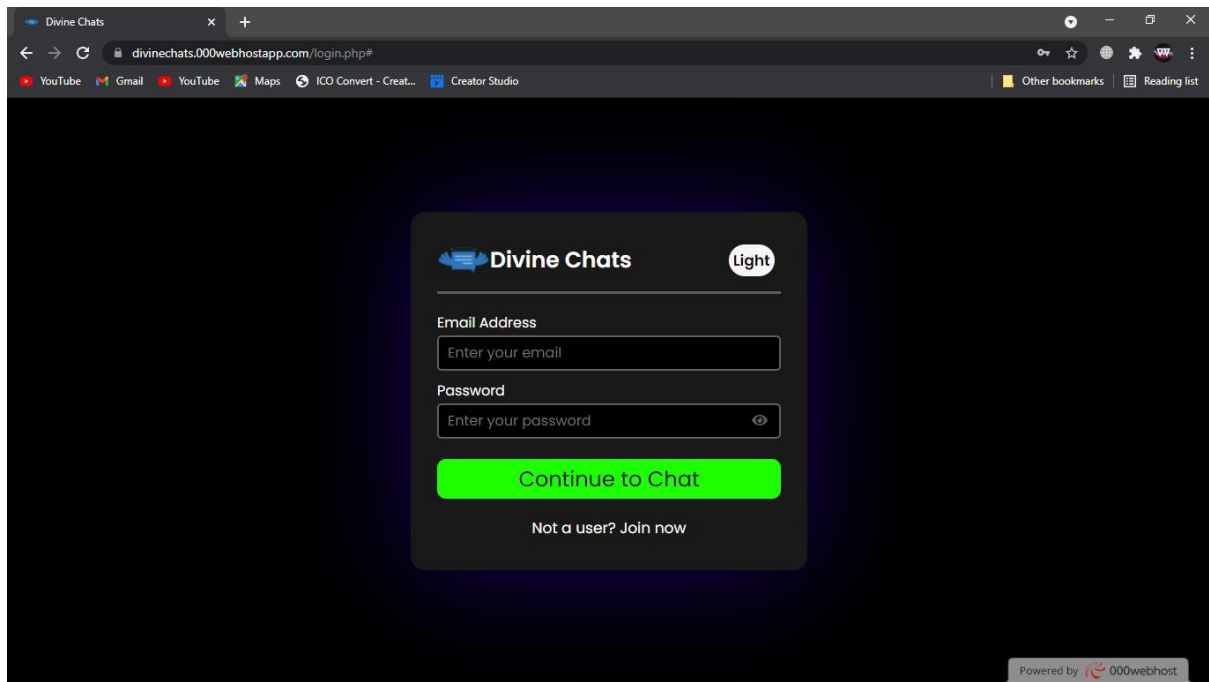 Divine Chats
divinechats.000webhostapp.com/login.php#
YouTube Gmail YouTube Maps ICO Convert - Creat... Creator Studio Other bookmarks Reading list
Divine Chats Light
Email Address
Enter your email
Password
Enter your password
Continue to Chat
Not a user? Join now
Powered by 000webhost